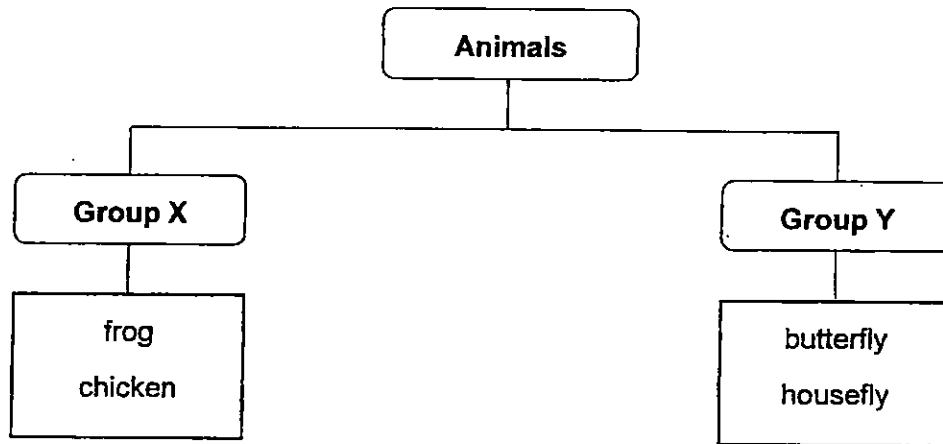 Animals
Group X
Group Y
frog
chicken
butterfly
housefly